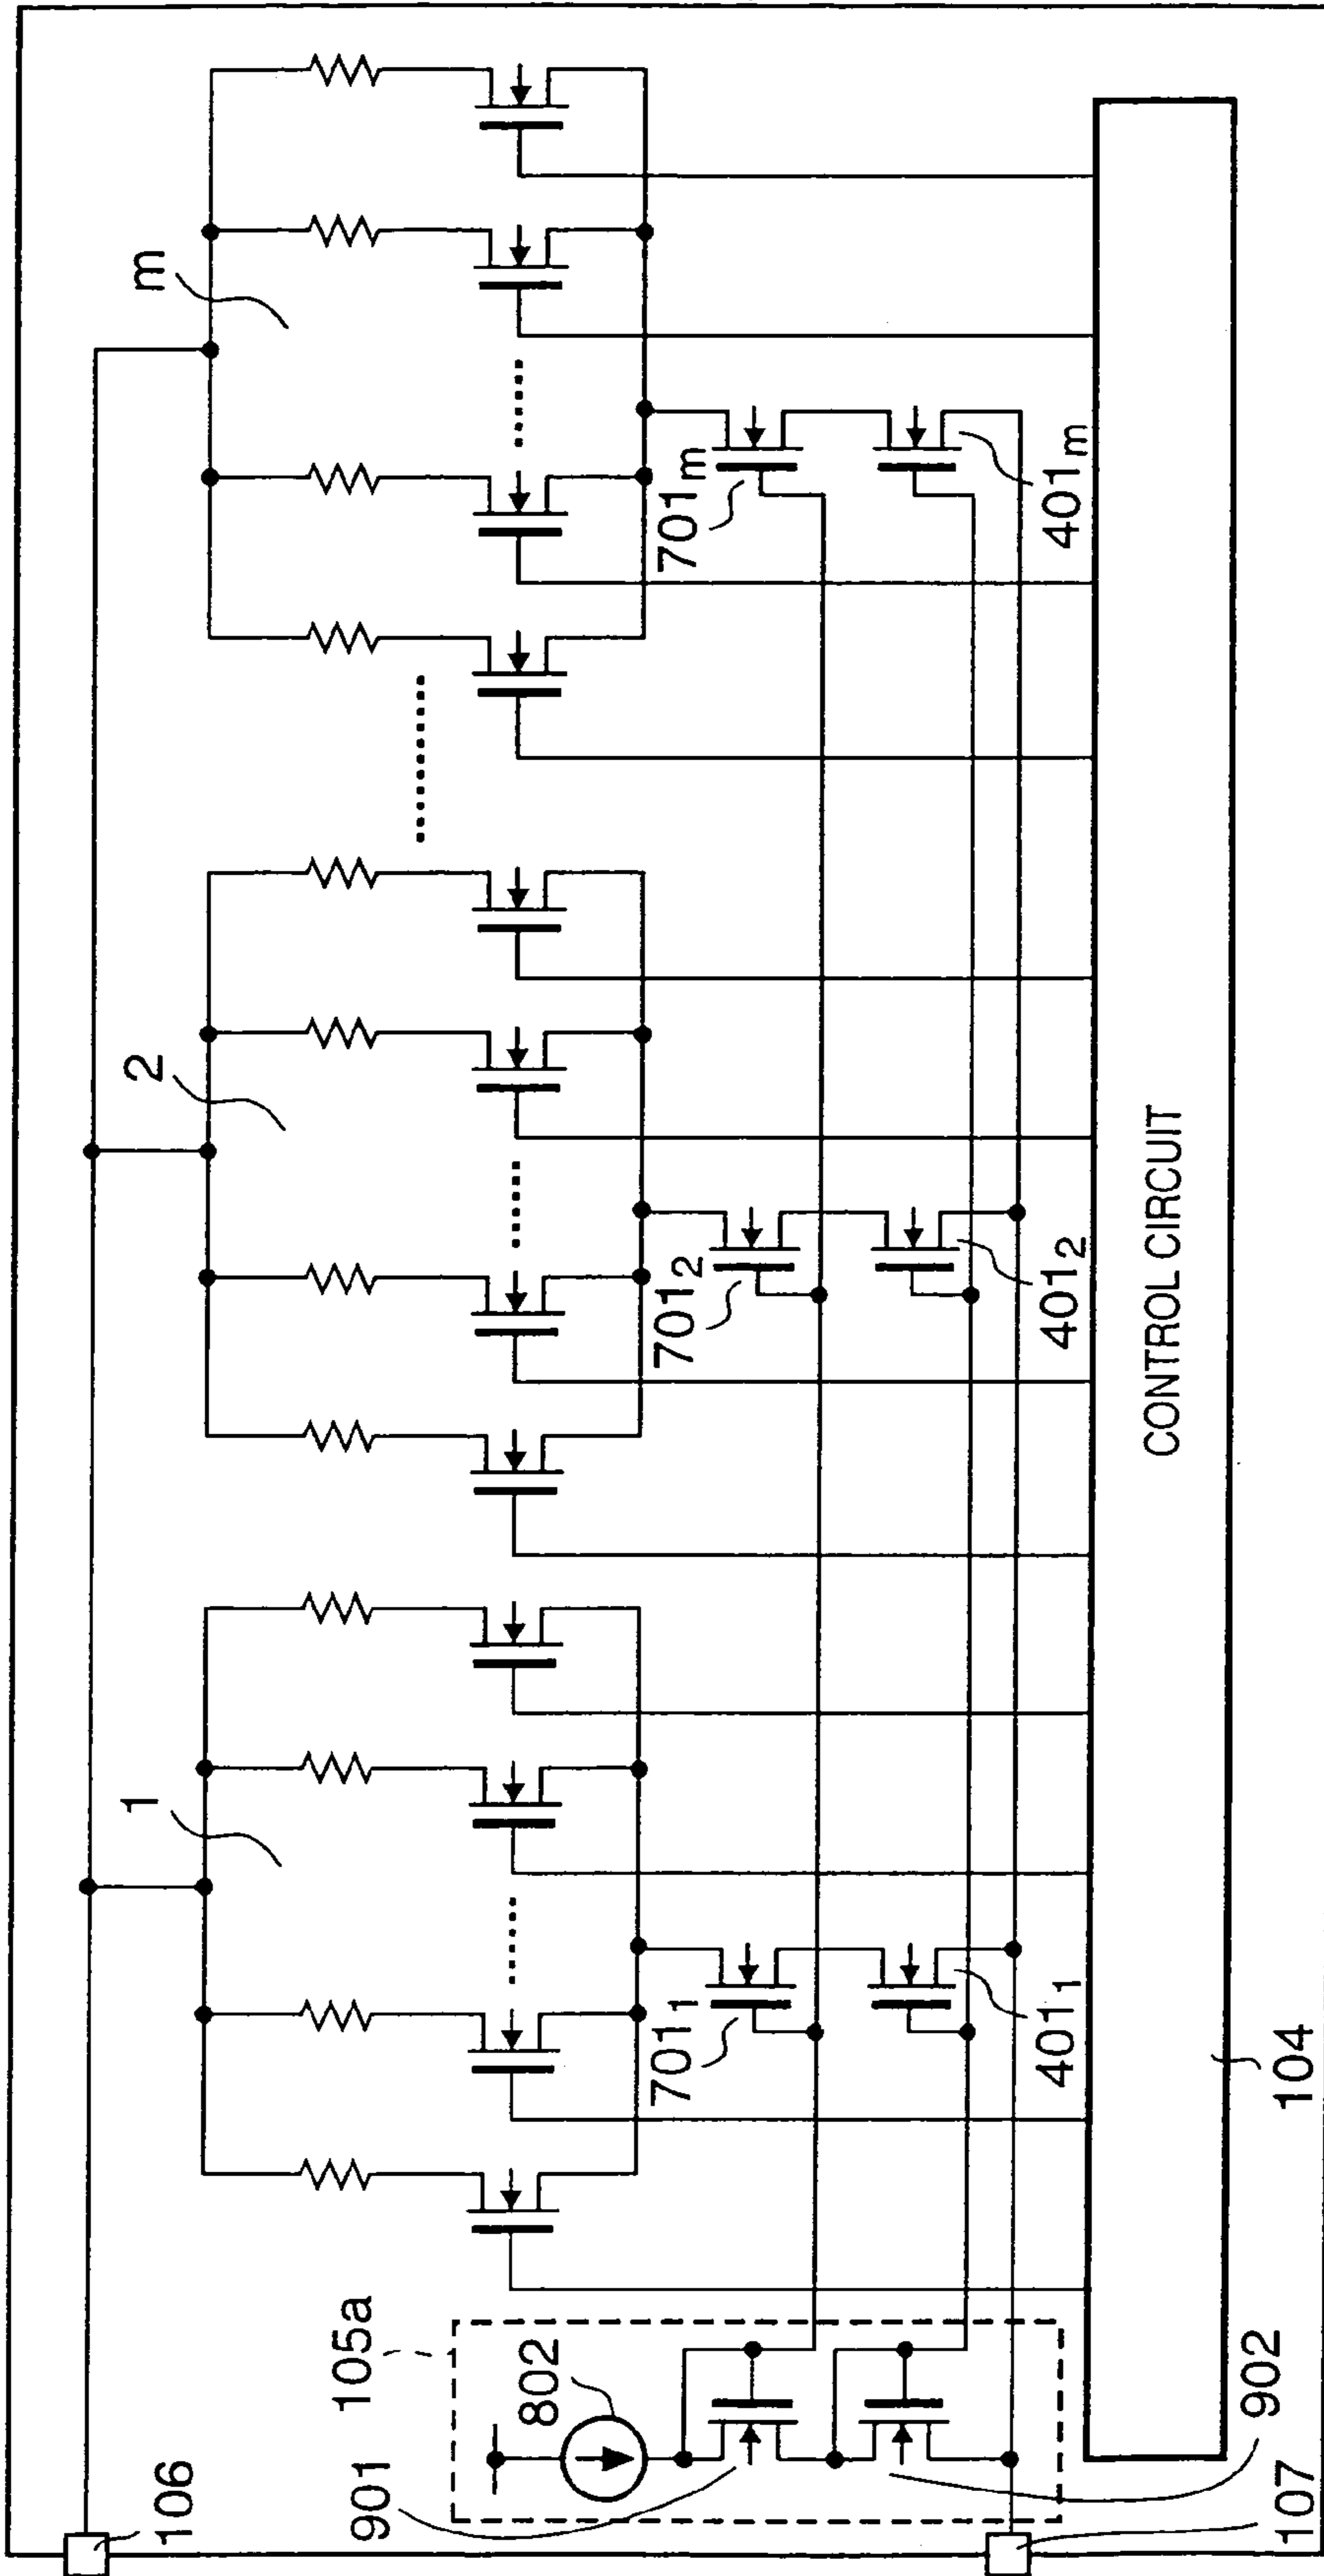 106
105a
802
901
902
107
104
1
701₁
401₁
2
701₂
401₂
m
701ₘ
401ₘ
CONTROL CIRCUIT